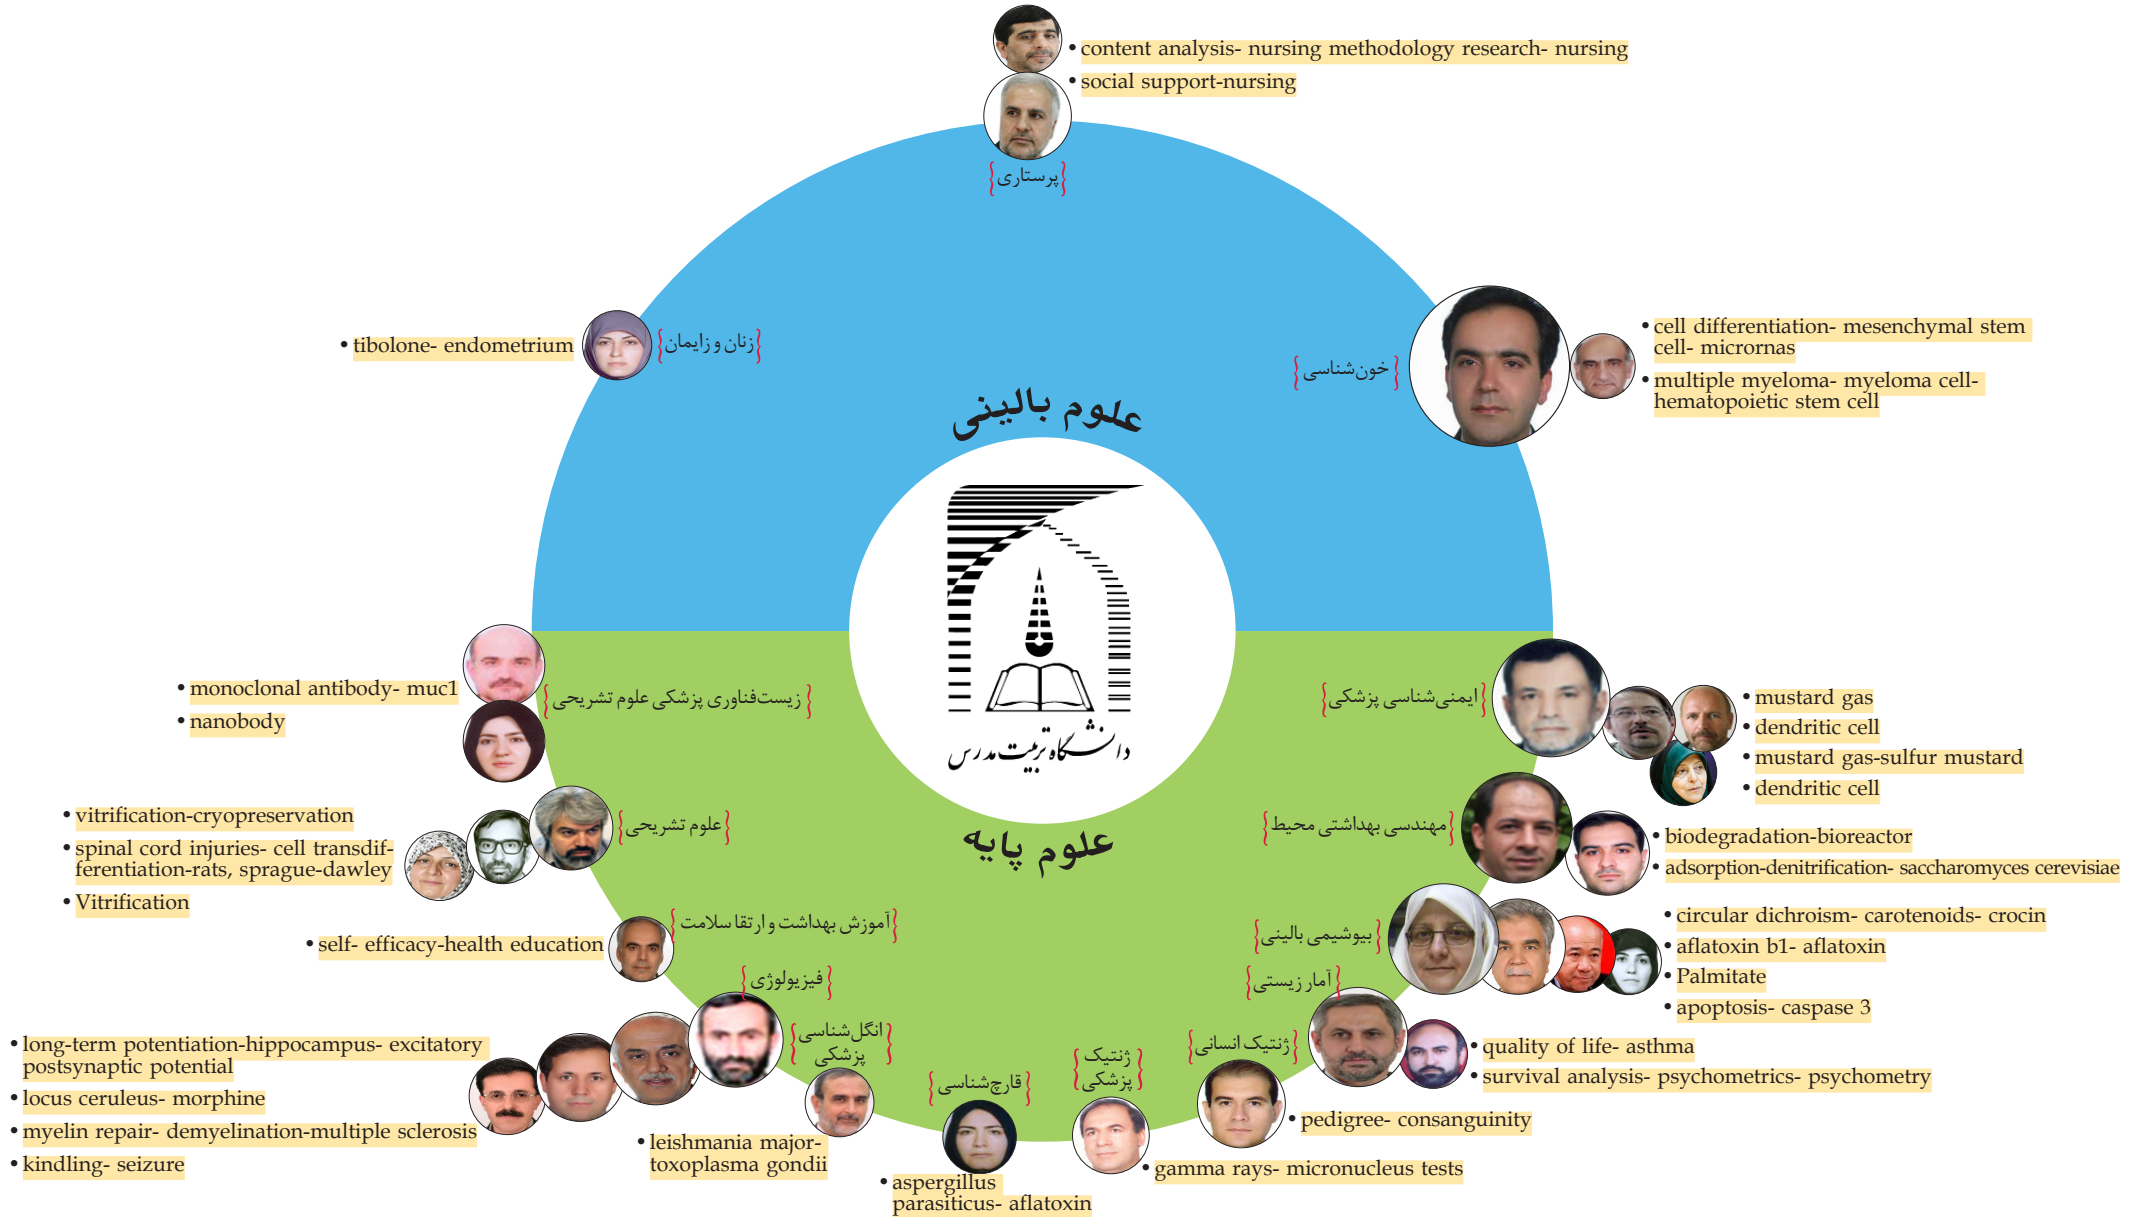 • content analysis- nursing methodology research- nursing
• social support-nursing
{پرستاری}
• tibolone- endometrium
{زنان و زایمان}
{خون‌شناسی}
• cell differentiation- mesenchymal stem
cell- micrornas
• multiple myeloma- myeloma cell-
hematopoietic stem cell
علوم بالینی
دانشگاه تربیت مدرس
علوم پایه
• monoclonal antibody- muc1
• nanobody
{زیست‌فناوری پزشکی علوم تشریحی}
{ایمنی‌شناسی پزشکی}
• mustard gas
• dendritic cell
• mustard gas-sulfur mustard
• dendritic cell
• vitrification-cryopreservation
• spinal cord injuries- cell transdif-
ferentiation-rats, sprague-dawley
• Vitrification
{علوم تشریحی}
{مهندسی بهداشتی محیط}
• biodegradation-bioreactor
• adsorption-denitrification- saccharomyces cerevisiae
• self- efficacy-health education
{آموزش بهداشت و ارتقا سلامت}
{بیوشیمی بالینی}
• circular dichroism- carotenoids- crocin
• aflatoxin b1- aflatoxin
• Palmitate
• apoptosis- caspase 3
{فیزیولوژی}
• long-term potentiation-hippocampus- excitatory
postsynaptic potential
• locus ceruleus- morphine
• myelin repair- demyelination-multiple sclerosis
• kindling- seizure
{آمار زیستی}
• quality of life- asthma
• survival analysis- psychometrics- psychometry
{انگل‌شناسی
پزشکی}
• leishmania major-
toxoplasma gondii
{قارچ‌شناسی}
• aspergillus
parasiticus- aflatoxin
{ژنتیک
پزشکی}
• gamma rays- micronucleus tests
{ژنتیک انسانی}
• pedigree- consanguinity